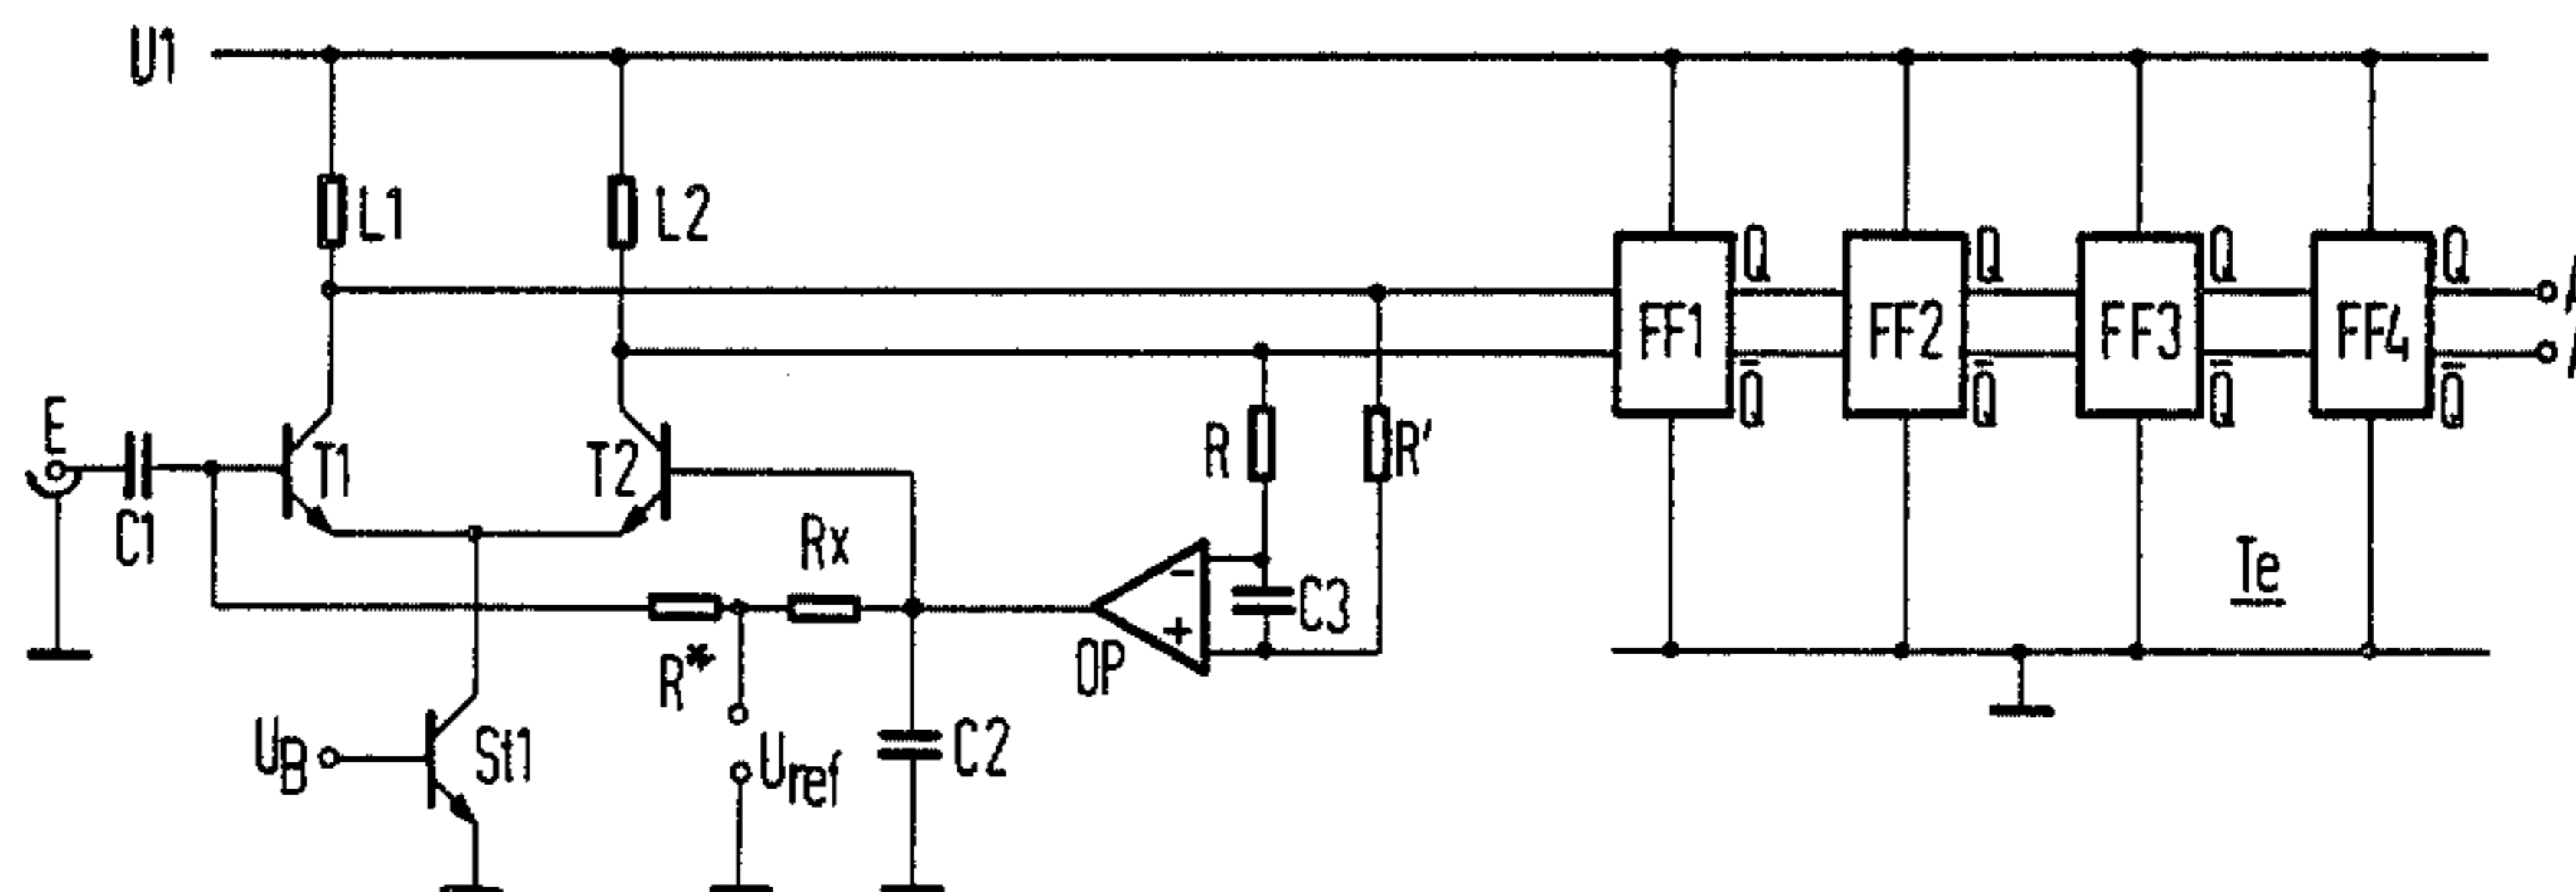 U1
L1
L2
Q
Q
Q
Q
FF1
FF2
FF3
FF4
Q̅
Q̅
Q̅
Q̅
E
C1
T1
T2
R
R'
Rx
R*
-
+
OP
C3
Te
UB
St1
Uref
C2